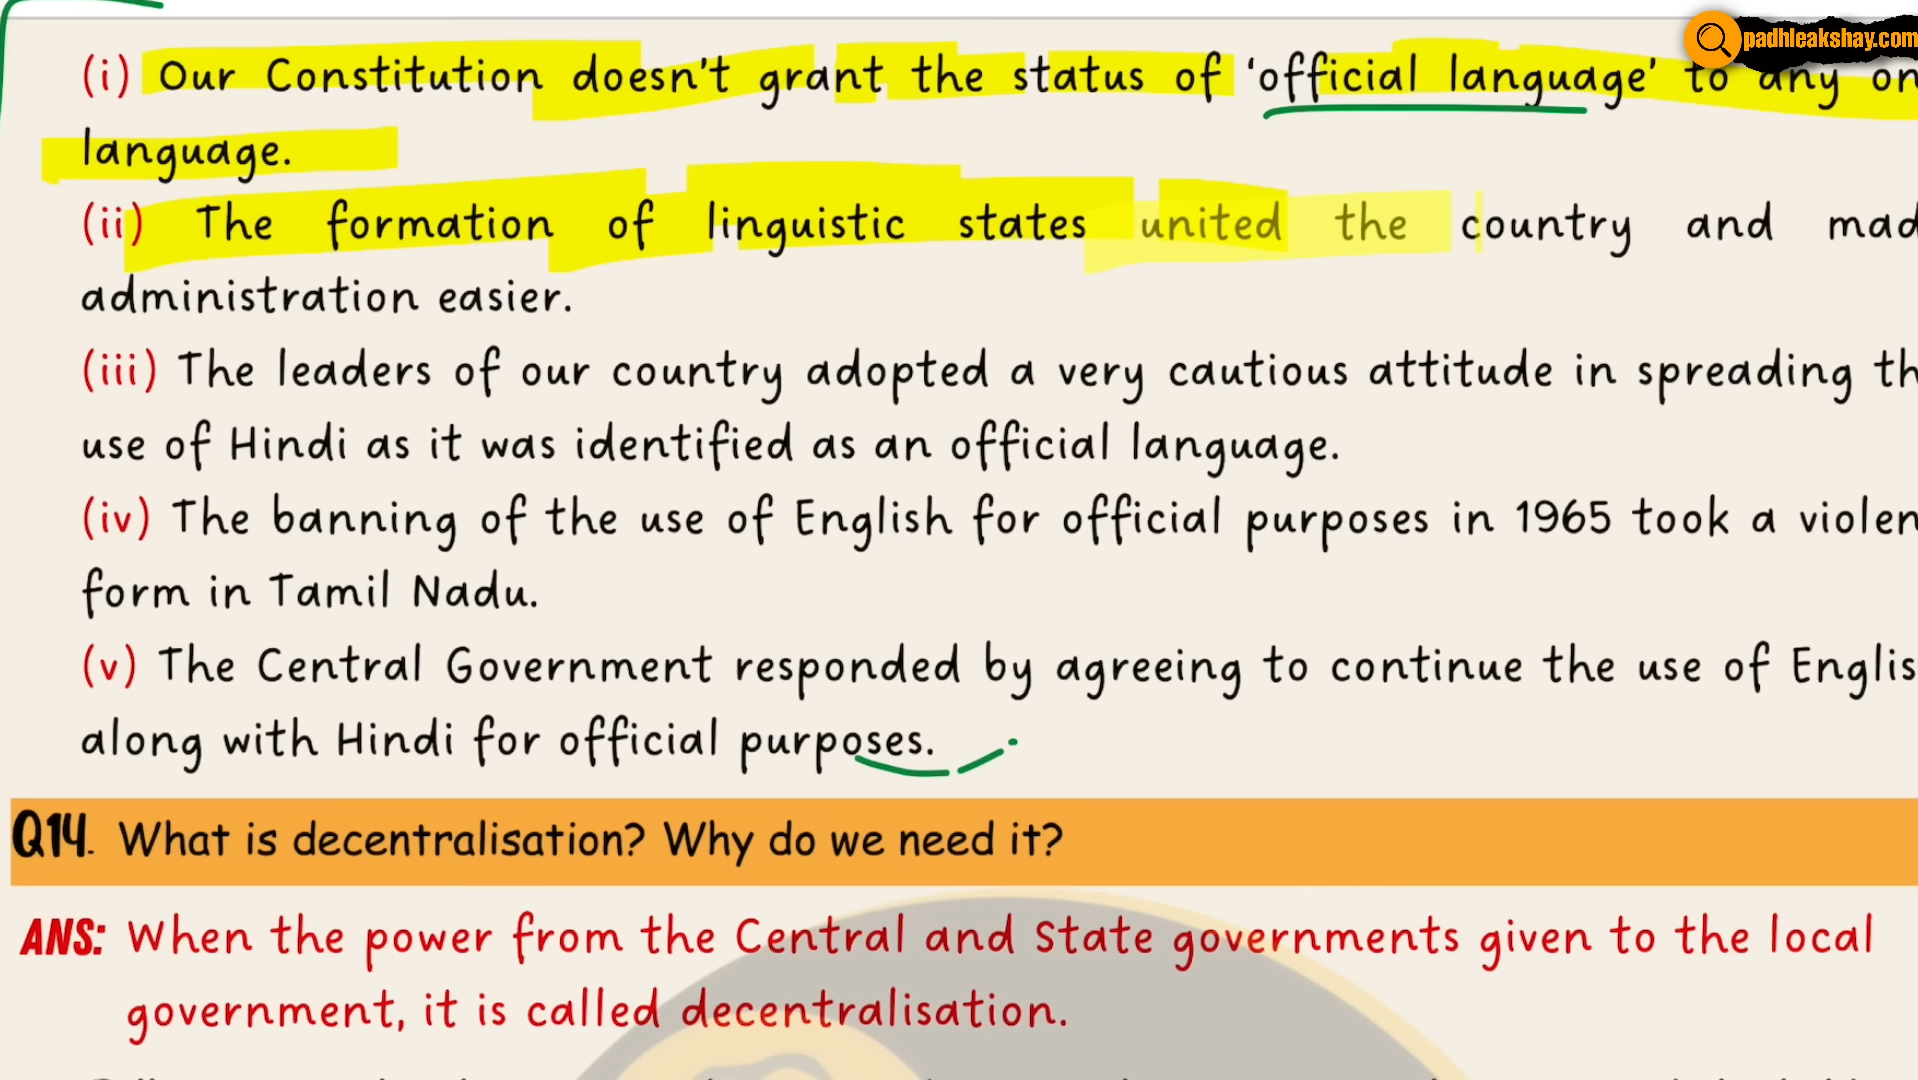 padhleakshay.com
(i) Our Constitution doesn't grant the status of 'official language' to any on
language.
(ii) The formation of linguistic states united the country and mad
administration easier.
(iii) The leaders of our country adopted a very cautious attitude in spreading th
use of Hindi as it was identified as an official language.
(iv) The banning of the use of English for official purposes in 1965 took a violen
form in Tamil Nadu.
(v) The Central Government responded by agreeing to continue the use of Englis
along with Hindi for official purposes.
Q14. What is decentralisation? Why do we need it?
ANS: When the power from the Central and State governments given to the local
government, it is called decentralisation.